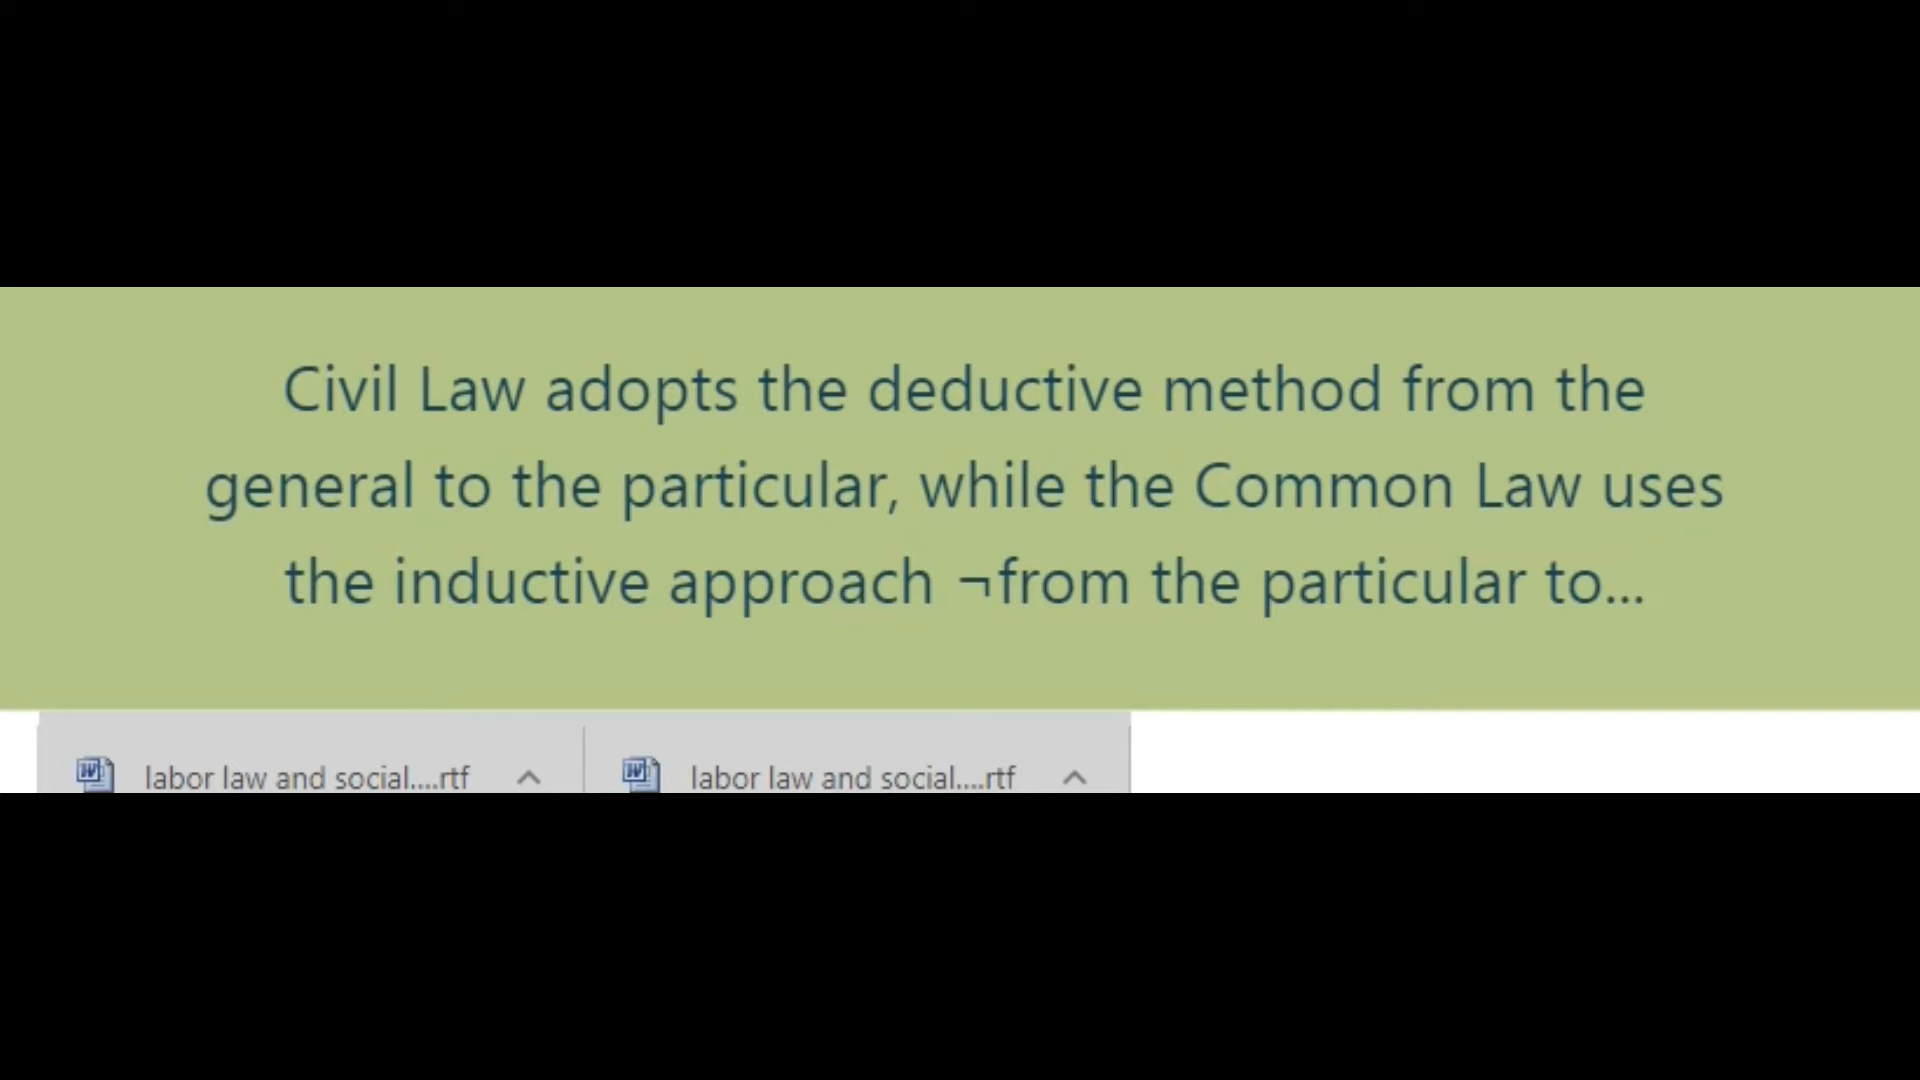 Civil Law adopts the deductive method from the
general to the particular, while the Common Law uses
the inductive approach ¬from the particular to...
labor law and social....rtf
labor law and social....rtf